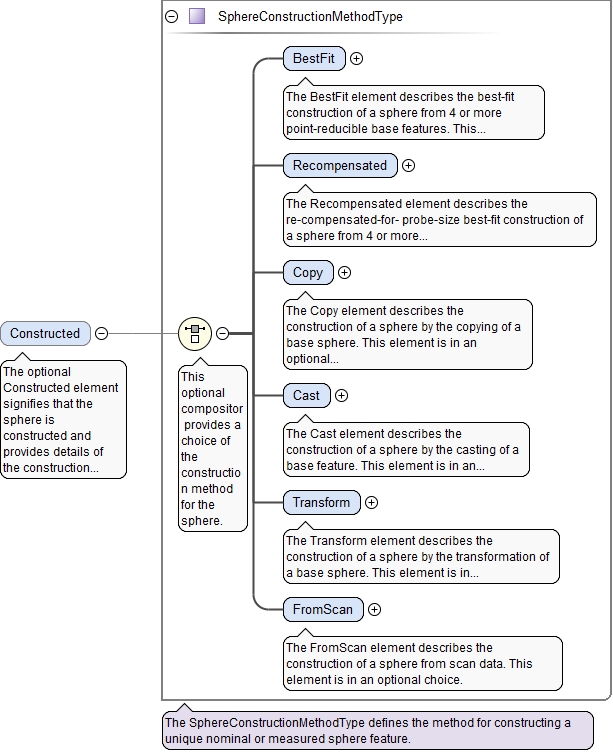 SphereConstructionMethodType
BestFit
The BestFit element describes the best-fit
construction of a sphere from 4 or more
point-reducible base features. This...
Recompensated
The Recompensated element describes the
re-compensated-for- probe-size best-fit construction of
a sphere from 4 or more...
Copy
The Copy element describes the
construction of a sphere by the copying of a
base sphere. This element is in an
optional...
Constructed
The optional
Constructed element
signifies that the
sphere is
constructed and
provides details of
the construction...
This
optional
compositor
provides a
choice of
the
constructio
n method
for the
sphere.
Cast
The Cast element describes the
construction of a sphere by the casting of a
base feature. This element is in an...
Transform
The Transform element describes the
construction of a sphere by the transformation of
a base sphere. This element is in...
FromScan
The FromScan element describes the
construction of a sphere from scan data. This
element is in an optional choice.
The SphereConstructionMethodType defines the method for constructing a
unique nominal or measured sphere feature.